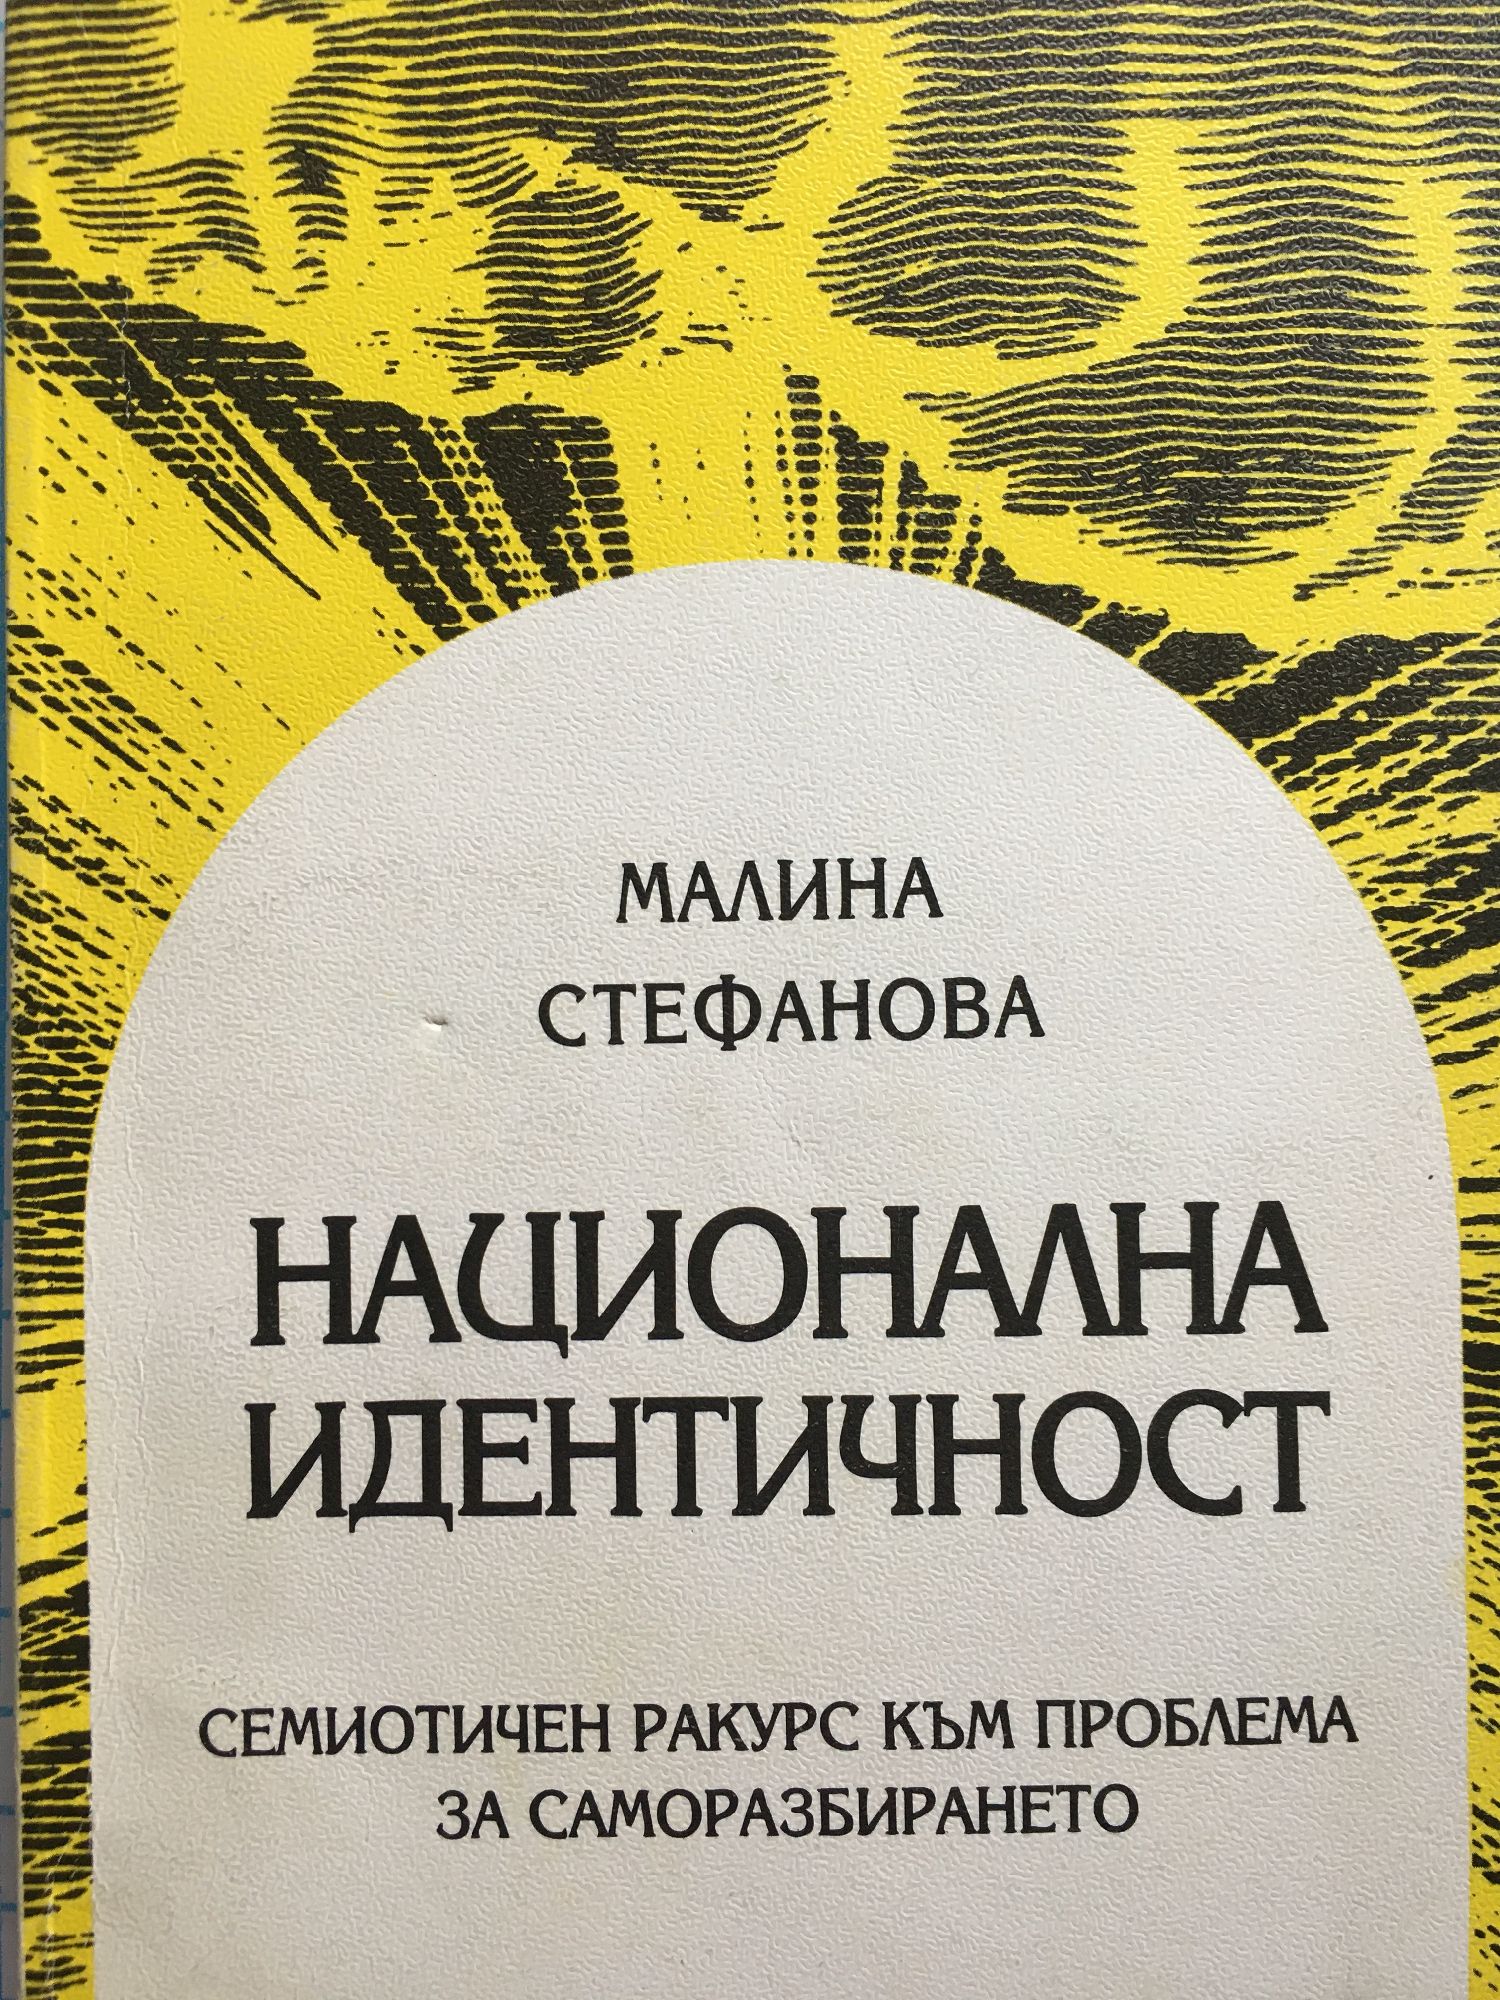 МАЛИНА
СТЕФАНОВА
НАЦИОНАЛНА
ИДЕНТИЧНОСТ
СЕМИОТИЧЕН РАКУРС КЪМ ПРОБЛЕМА
ЗА САМОРАЗБИРАНЕТО